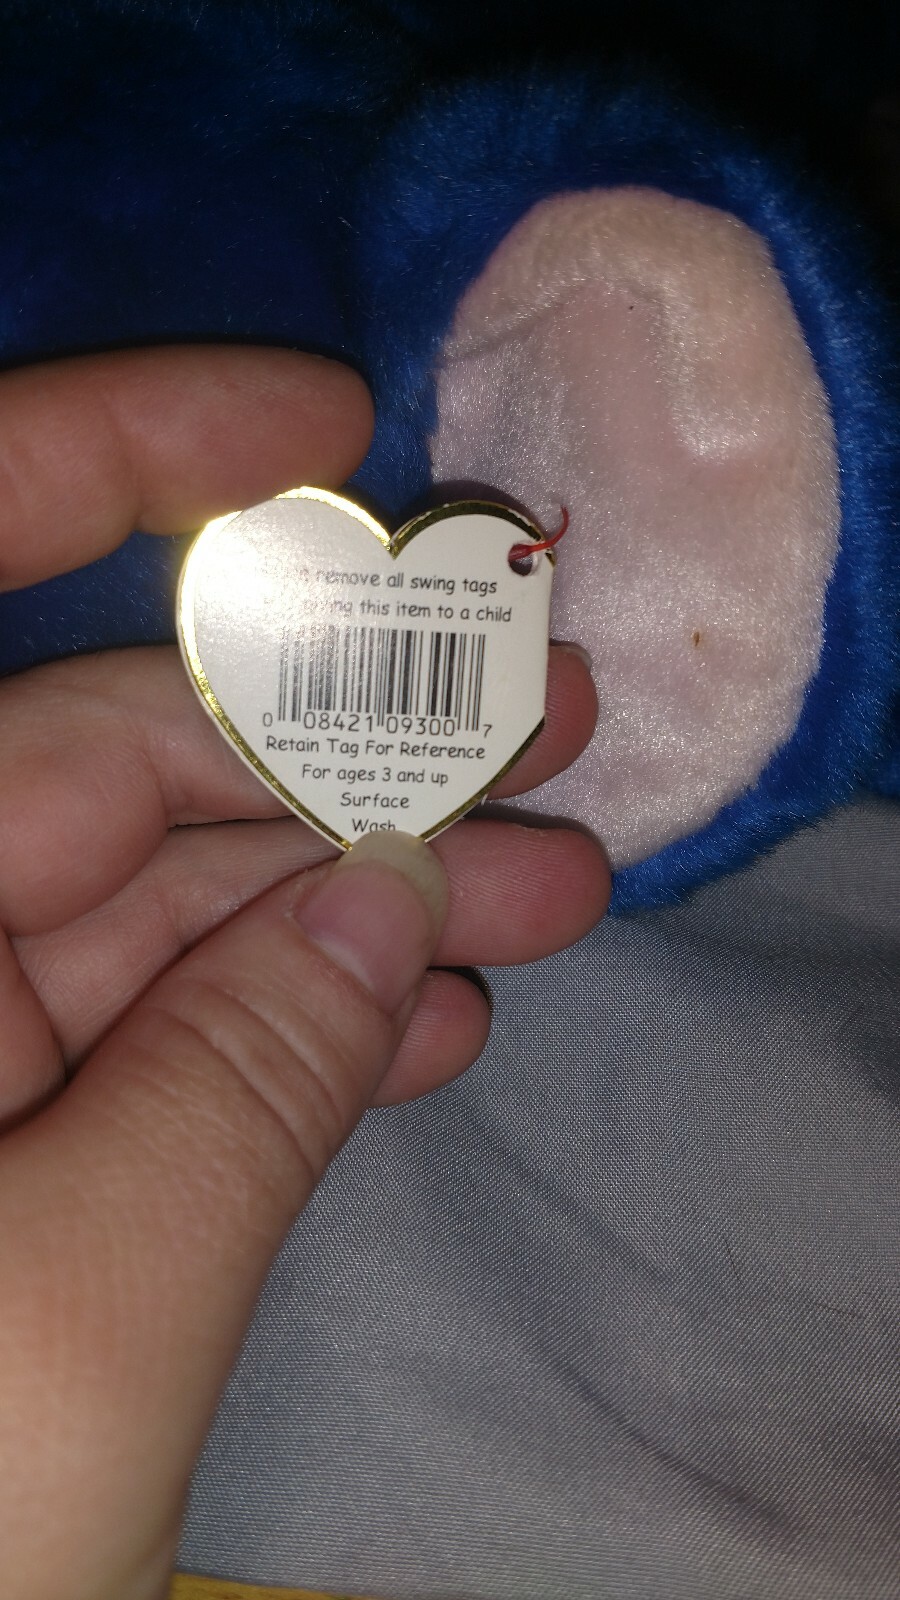 remove all swing tags
this item to a child
0 08421 09300 7
Retain Tag For Reference
For ages 3 and up
Surface
Wash